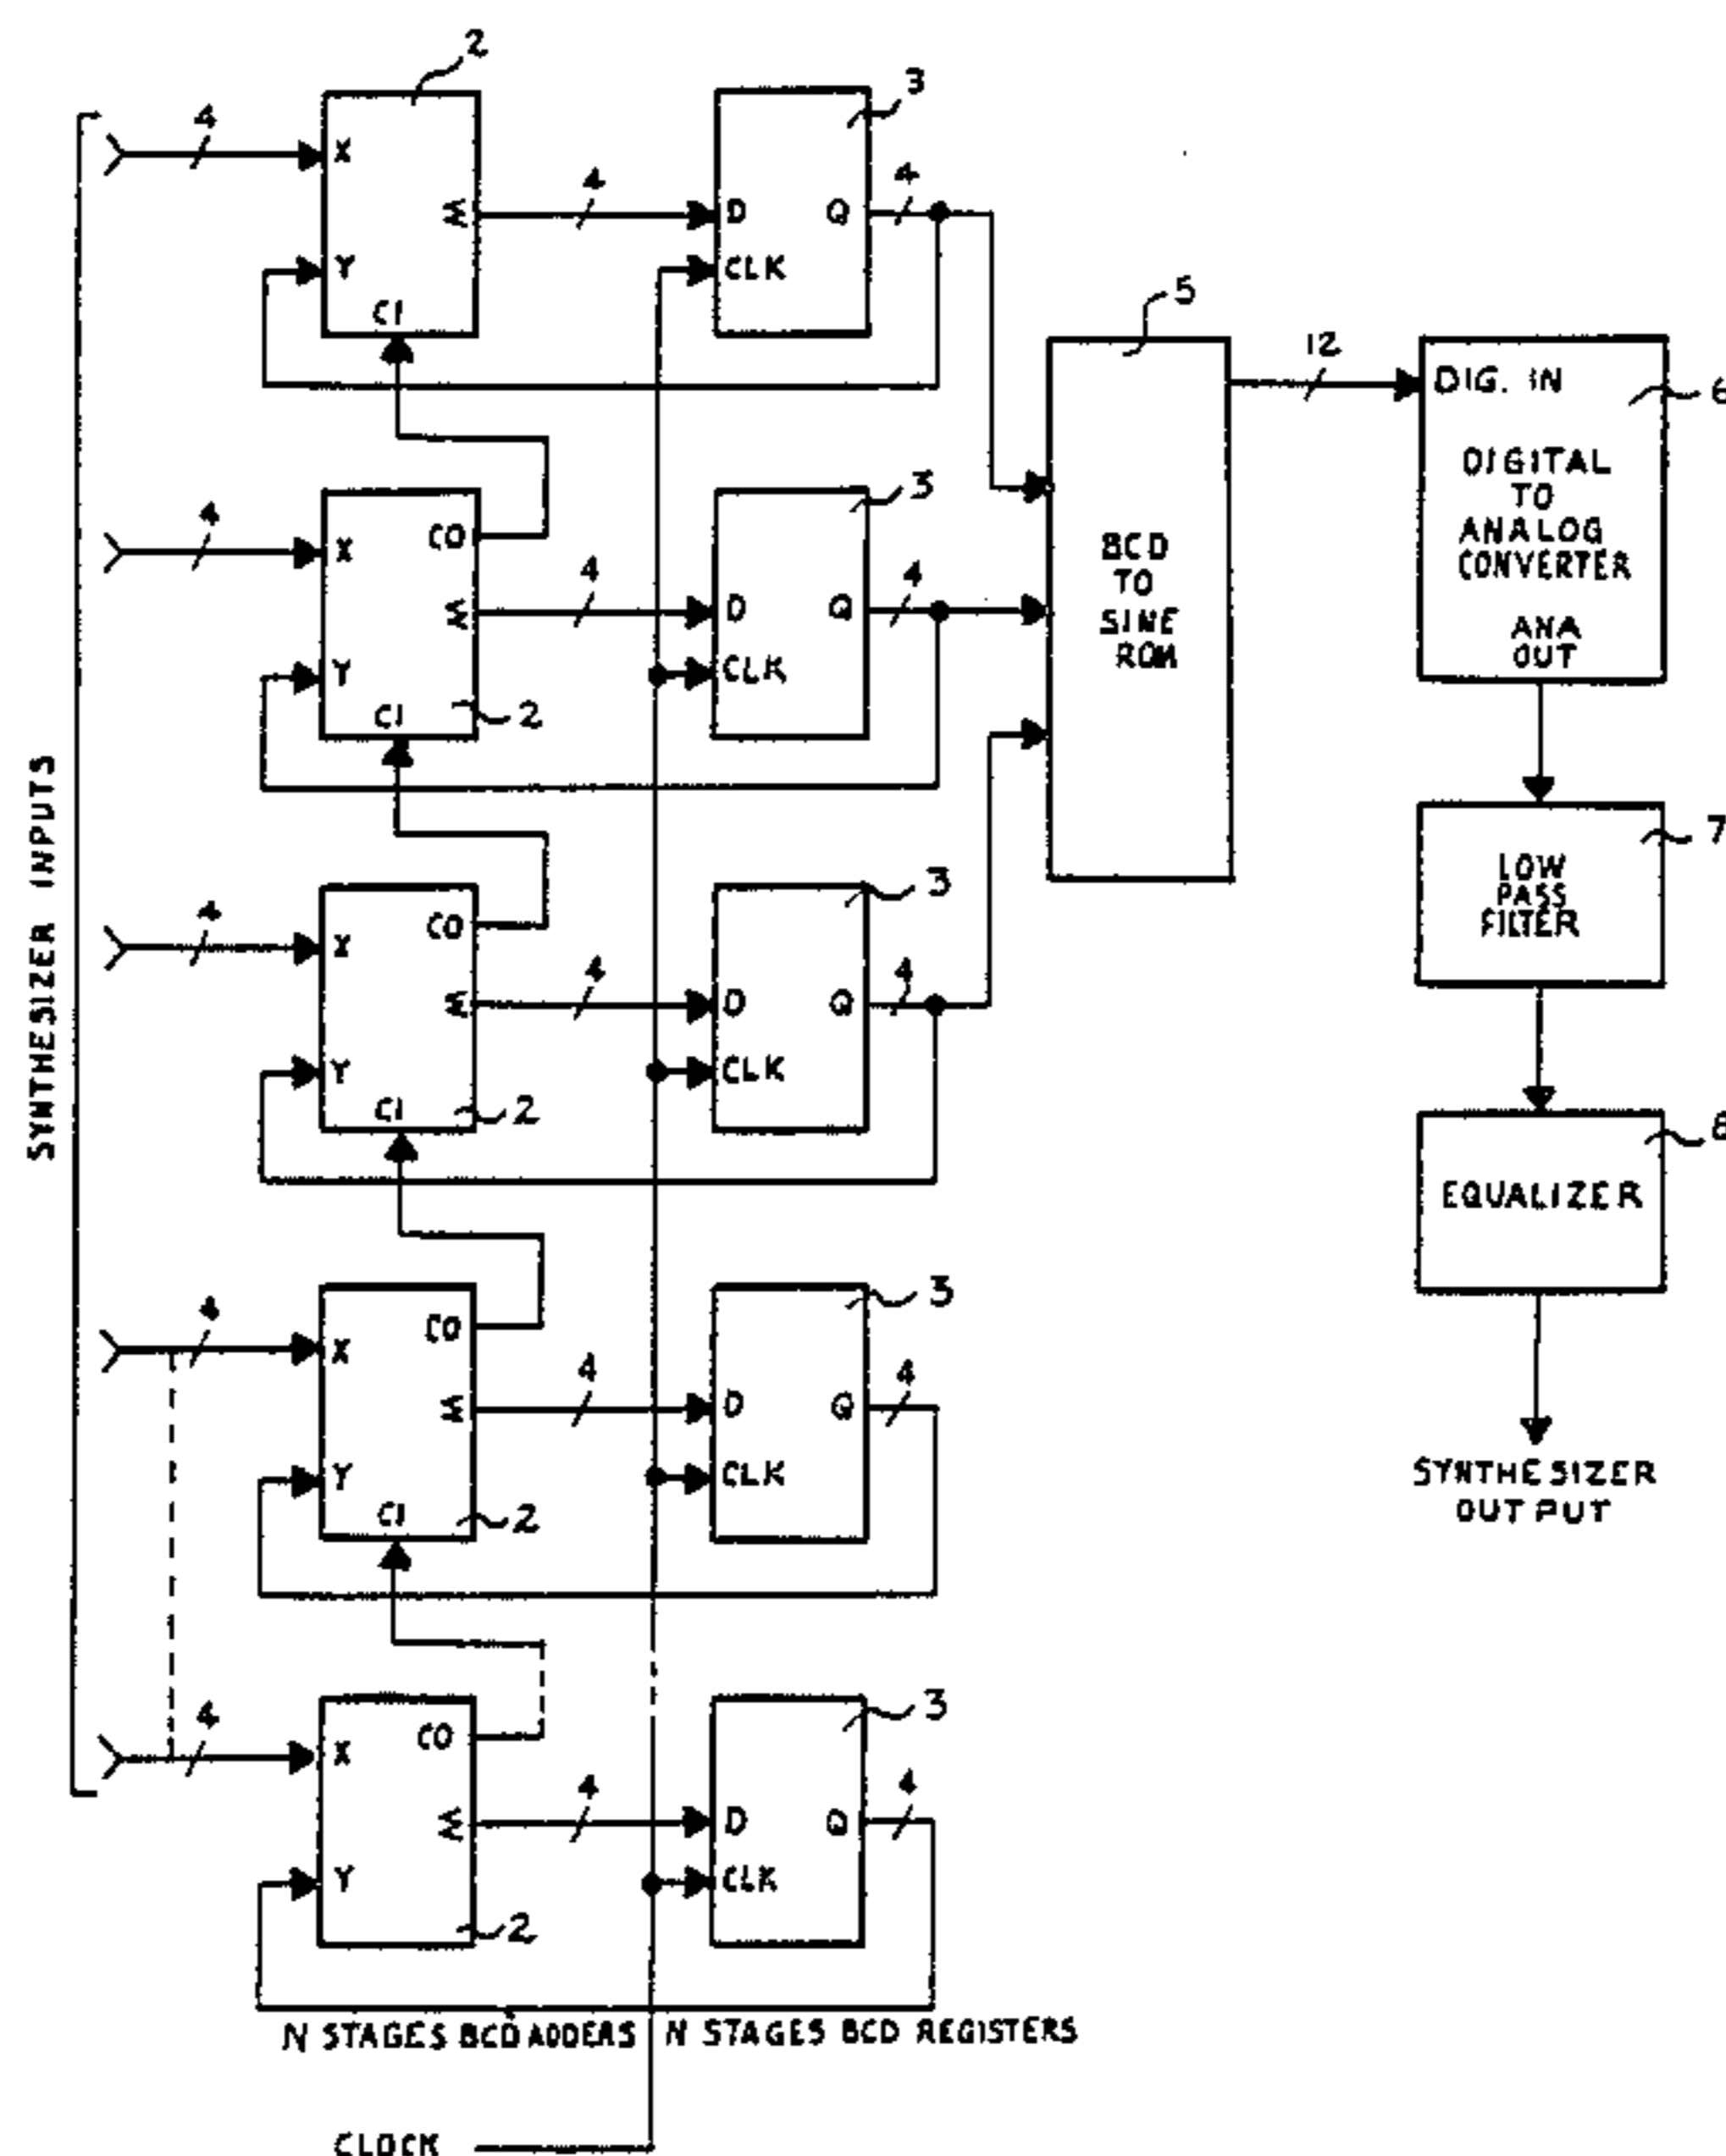 2
3
4
X
Σ
4
D
Q
4
Y
CLK
CI
5
12
DIG. IN
6
DIGITAL
TO
ANALOG
CONVERTER
ANA
OUT
3
4
X
CO
Σ
4
D
Q
4
Y
CLK
CI
2
BCD
TO
SINE
ROM
7
LOW
PASS
FILTER
SYNTHESIZER INPUTS
3
4
X
CO
Σ
4
D
Q
4
Y
CLK
CI
2
8
EQUALIZER
3
4
X
CO
Σ
4
D
Q
4
Y
CLK
CI
2
SYNTHESIZER
OUTPUT
3
4
X
CO
Σ
4
D
Q
4
Y
CLK
2
N STAGES BCD ADDERS
N STAGES BCD REGISTERS
CLOCK